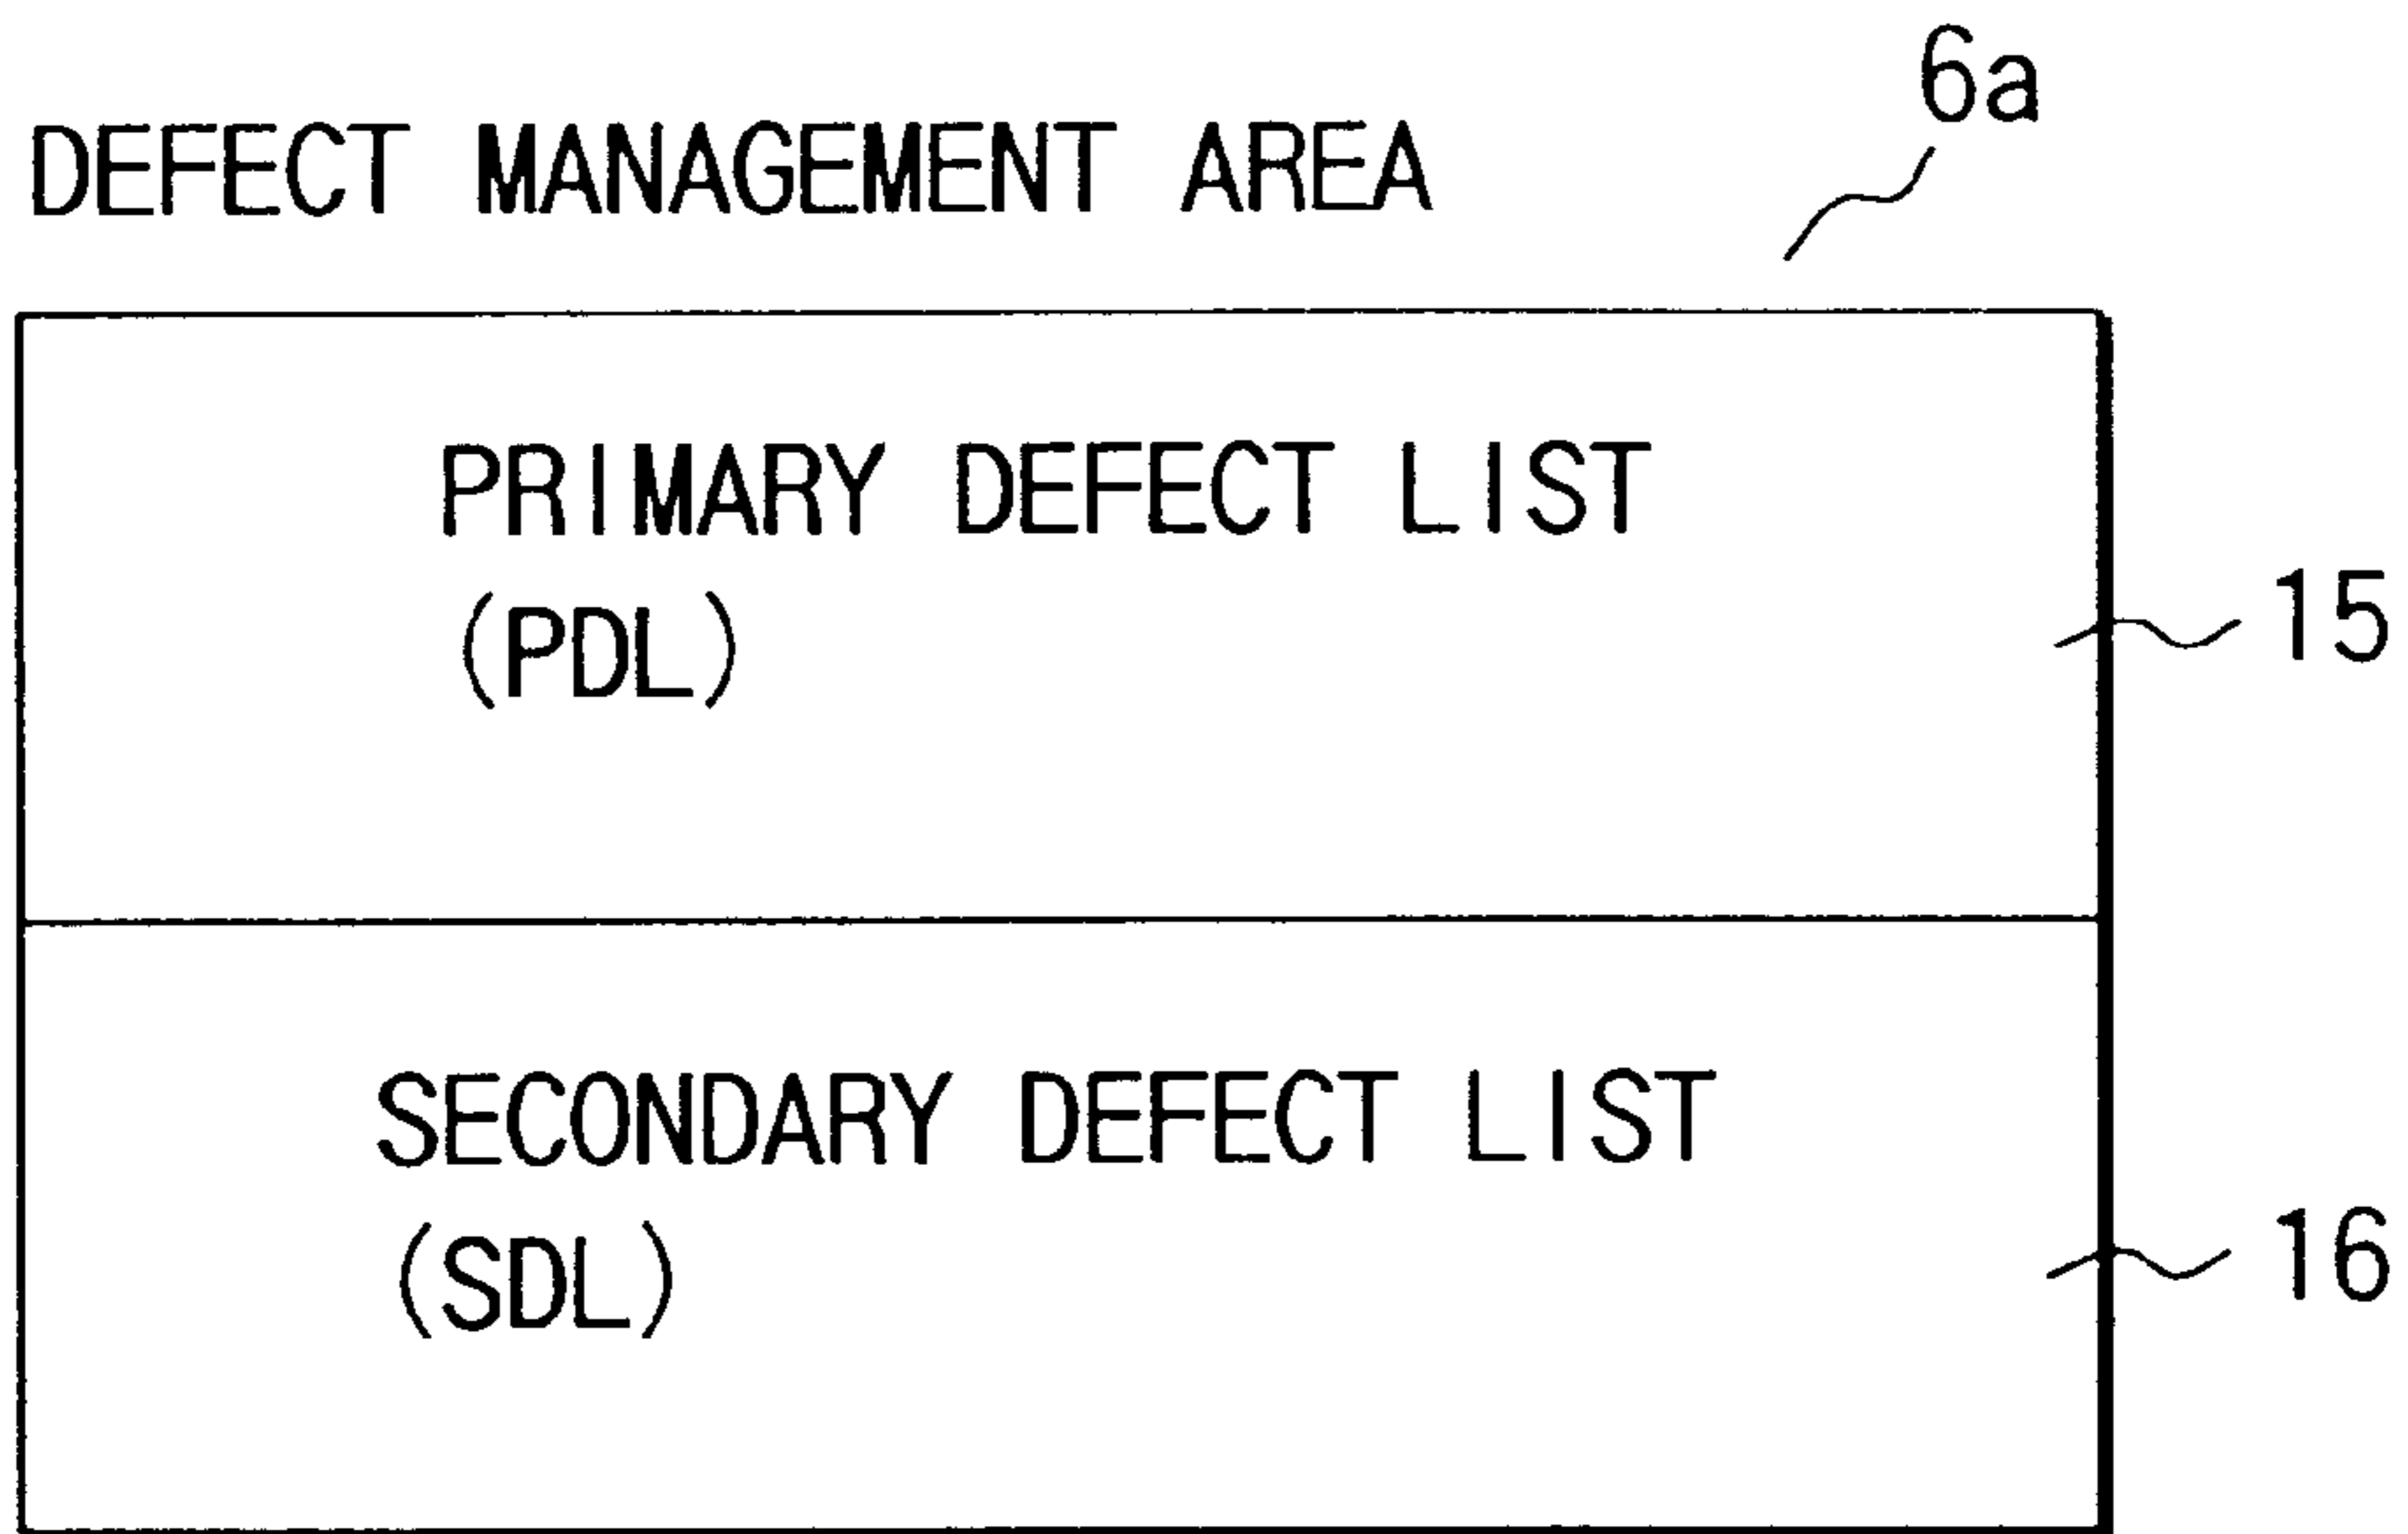 6a
DEFECT MANAGEMENT AREA
PRIMARY DEFECT LIST
(PDL)
15
SECONDARY DEFECT LIST
(SDL)
16